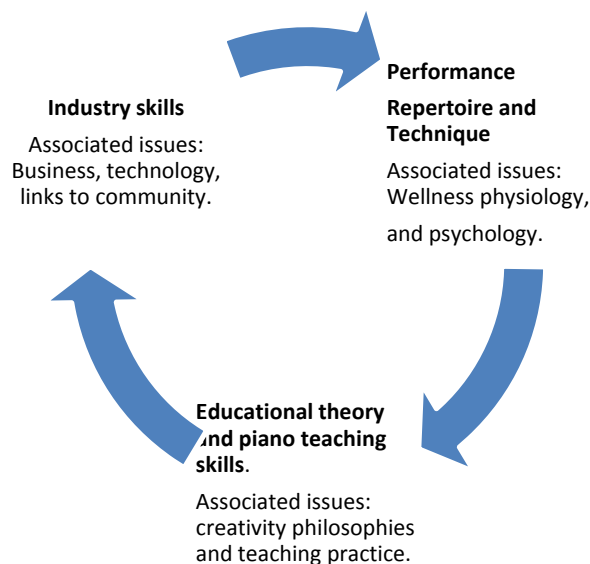 Industry skills
Associated issues:
Business, technology,
links to community.
Performance
Repertoire and
Technique
Associated issues:
Wellness physiology,
and psychology.
Educational theory
and piano teaching
skills.
Associated issues:
creativity philosophies
and teaching practice.